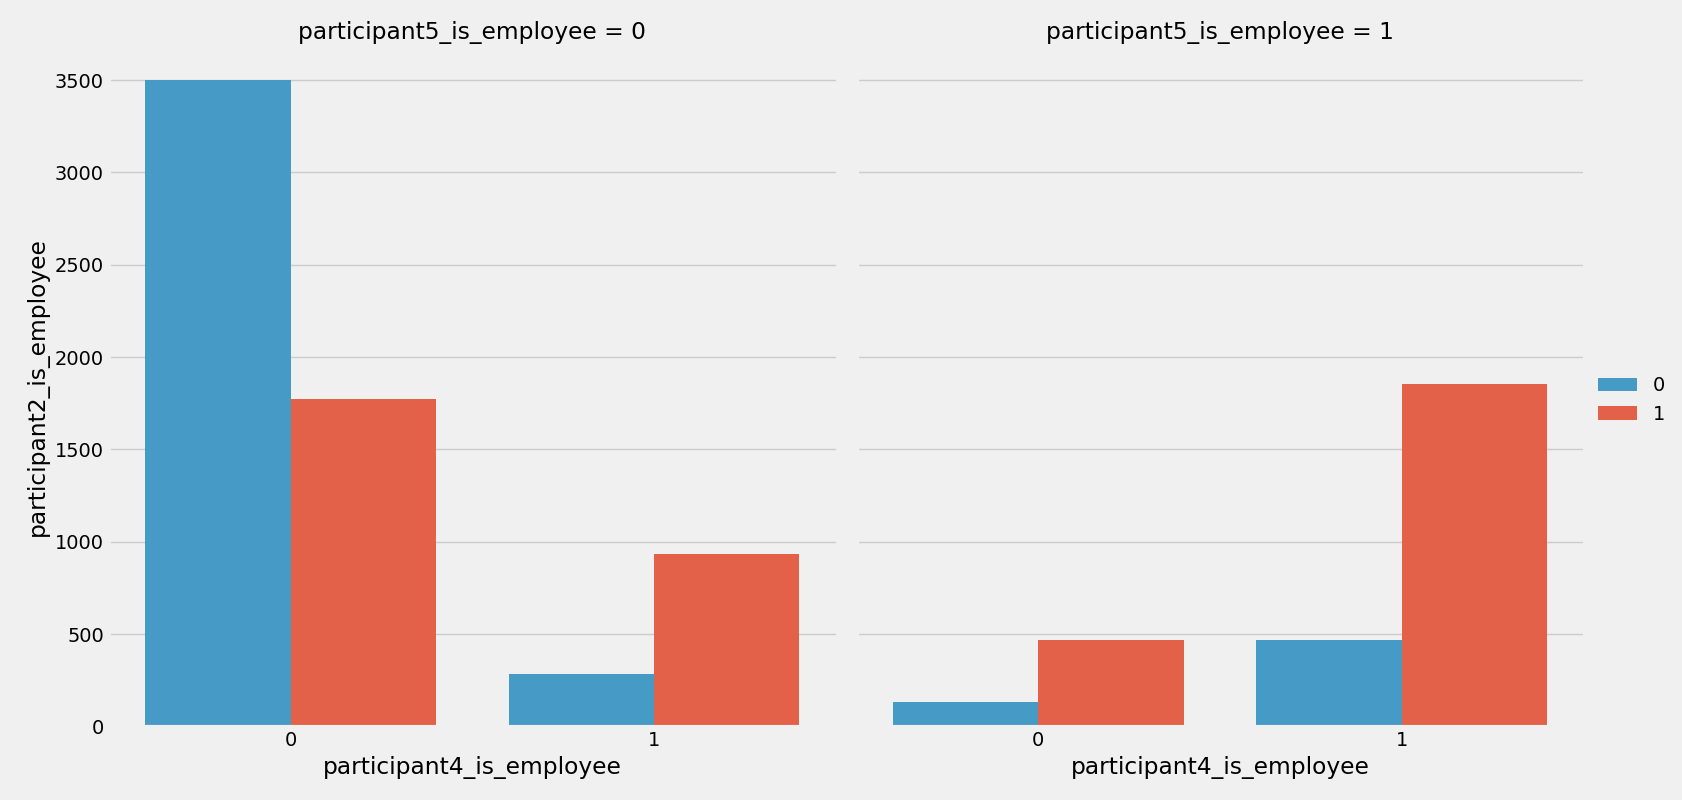 participant5_is_employee = 0
participant5_is_employee = 1
participant2_is_employee
3500
3000
2500
2000
1500
1000
500
0
0
1
0
1
0
1
participant4_is_employee
participant4_is_employee